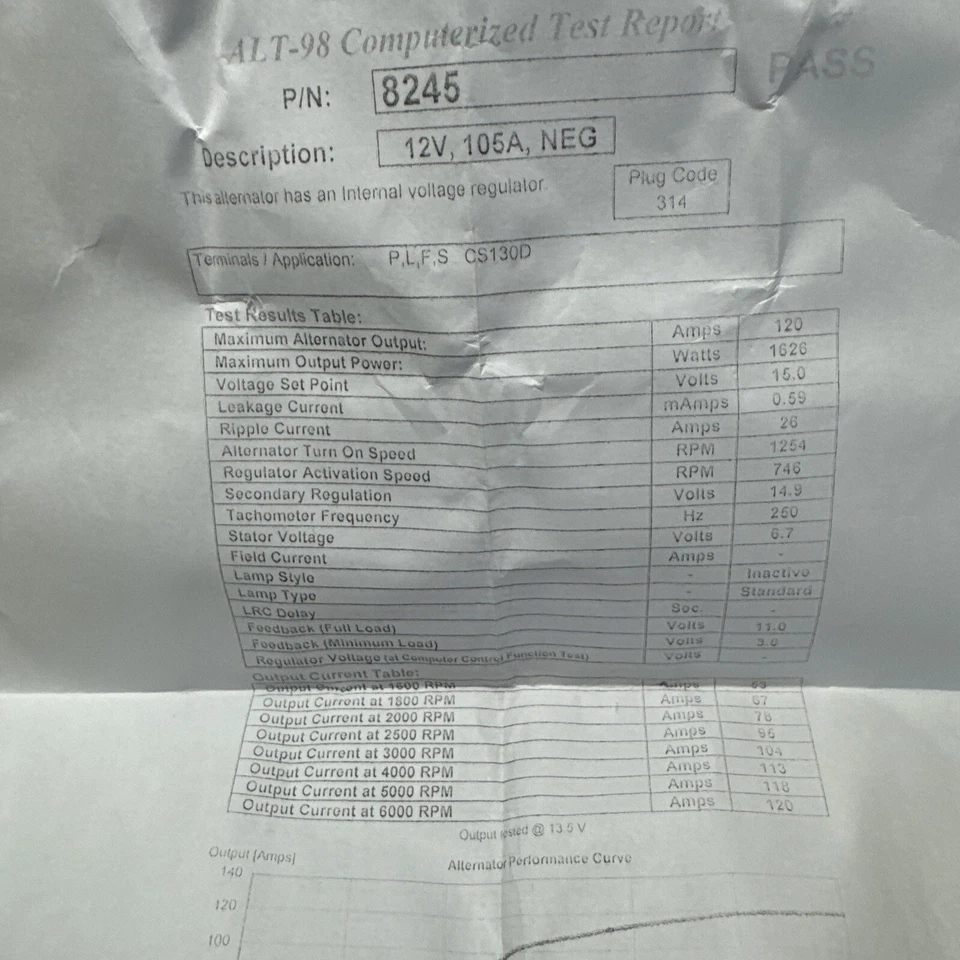 ALT-98 Computerized Test Report
PASS
P/N: 8245
Description: 12V, 105A, NEG
This alternator has an Internal voltage regulator.
Plug Code
314
Terminals / Application: P,L,F,S CS130D
Test Results Table:
Maximum Alternator Output: Amps 120
Maximum Output Power: Watts 1626
Voltage Set Point Volts 15.0
Leakage Current mAmps 0.59
Ripple Current Amps 26
Alternator Turn On Speed RPM 1254
Regulator Activation Speed RPM 746
Secondary Regulation Volts 14.9
Tachometer Frequency Hz 250
Stator Voltage Volts 6.7
Field Current Amps -
Lamp Style - Inactive
Lamp Type - Standard
LRC Delay Sec. -
Feedback (Full Load) Volts 11.0
Feedback (Minimum Load) Volts 3.0
Regulator Voltage (at Computer Control Function Test) Volts -
Output Current Table:
Output Current at 1600 RPM Amps
Output Current at 1800 RPM Amps 67
Output Current at 2000 RPM Amps 78
Output Current at 2500 RPM Amps
Output Current at 3000 RPM Amps 104
Output Current at 4000 RPM Amps 113
Output Current at 5000 RPM Amps 118
Output Current at 6000 RPM Amps 120
Output tested @ 13.5 V
Output [Amps]
Alternator Performance Curve
140
120
100